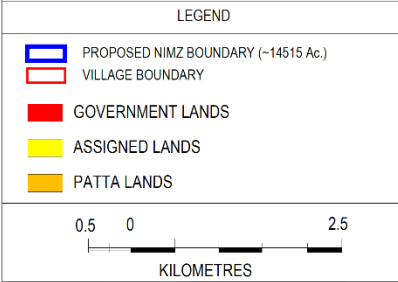 LEGEND
PROPOSED NIMZ BOUNDARY (~14515 Ac.)
VILLAGE BOUNDARY
GOVERNMENT LANDS
ASSIGNED LANDS
PATTA LANDS
0.5 0 2.5
KILOMETRES